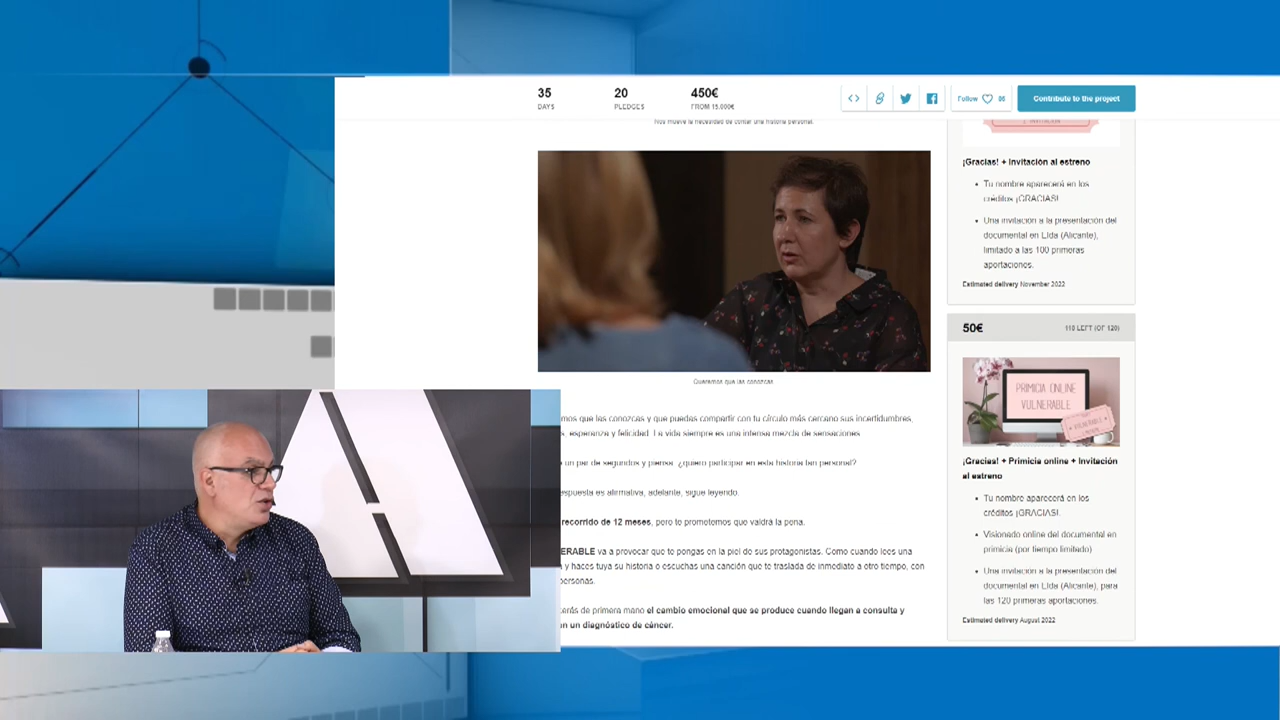 35
DAYS
20
PLEDGES
450€
FROM 15.000€
Follow
86
Contribute to the project
Nos mueve la necesidad de contar una historia personal.
Queremos que las conozcas
mos que las conozcas y que puedas compartir con tu círculo más cercano sus incertidumbres,
s, esperanza y felicidad. La vida siempre es una intensa mezcla de sensaciones.
un par de segundos y piensa: ¿quiero participar en esta historia tan personal?
espuesta es afirmativa, adelante, sigue leyendo.
recorrido de 12 meses, pero te prometemos que valdrá la pena.
ERABLE va a provocar que te pongas en la piel de sus protagonistas. Como cuando lees una
y haces tuya su historia o escuchas una canción que te traslada de inmediato a otro tiempo, con
personas.
erás de primera mano el cambio emocional que se produce cuando llegan a consulta y
on un diagnóstico de cáncer.
1 INVITACIÓN
¡Gracias! + Invitación al estreno
• Tu nombre aparecerá en los
créditos ¡GRACIAS!
• Una invitación a la presentación del
documental en Elda (Alicante),
limitado a las 100 primeras
aportaciones.
Estimated delivery November 2022
50€
110 LEFT (OF 120)
PRIMICIA ONLINE
VULNERABLE
¡Gracias! + Primicia online + Invitación
al estreno
• Tu nombre aparecerá en los
créditos ¡GRACIAS.
• Visionado online del documental en
primicia (por tiempo limitado)
• Una invitación a la presentación del
documental en Elda (Alicante), para
las 120 primeras aportaciones.
Estimated delivery August 2022